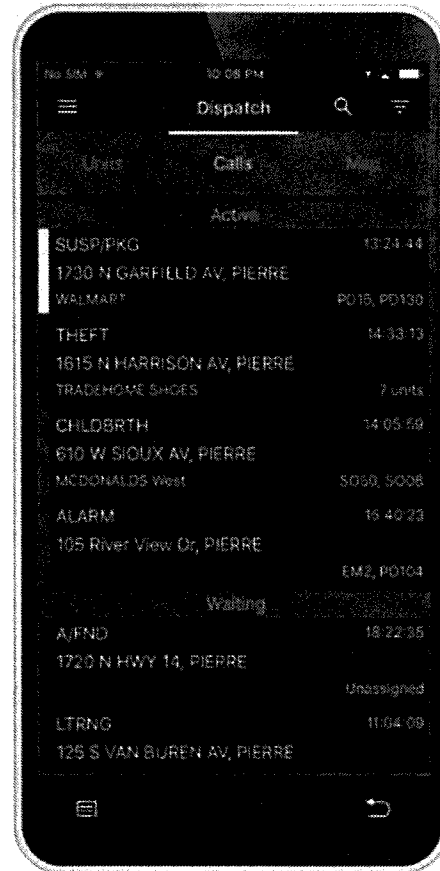 No SIM 10:08 PM
Dispatch
Units Calls Map
Active
SUSP/PKG 13:24:44
1730 N GARFIELD AV, PIERRE
WALMART PD15, PD130
THEFT 14:33:13
1615 N HARRISON AV, PIERRE
TRADEHOME SHOES 7 units
CHLDBRTH 14:05:59
610 W SIOUX AV, PIERRE
MCDONALDS West SO60, SO08
ALARM 16:40:23
105 River View Dr, PIERRE
EM2, PD104
Waiting
A/FND 18:22:35
1720 N HWY 14, PIERRE
Unassigned
LTRNG 11:04:09
125 S VAN BUREN AV, PIERRE